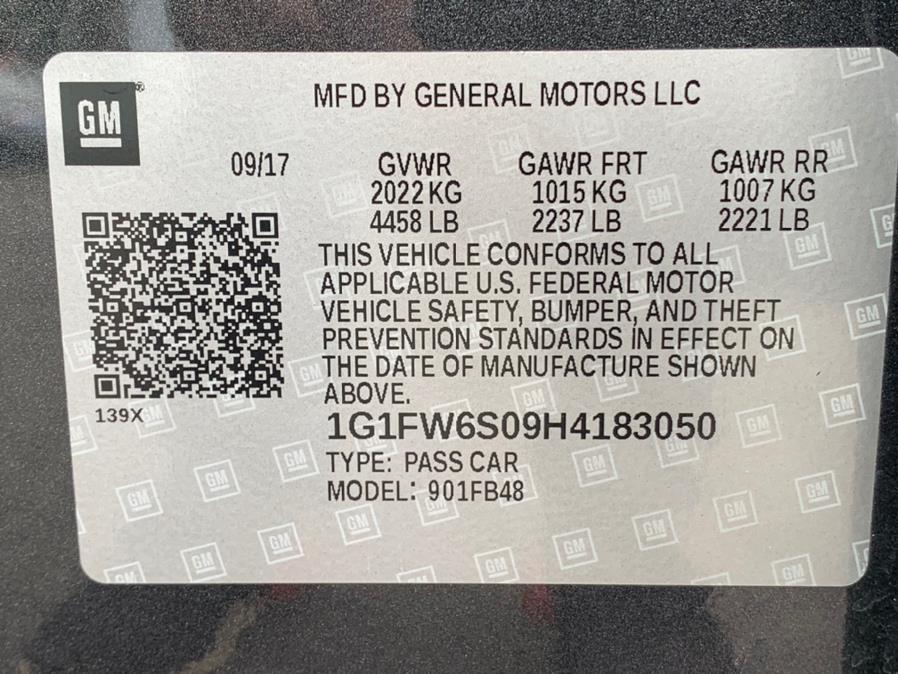 GM
MFD BY GENERAL MOTORS LLC
09/17 GVWR GAWR FRT GAWR RR
2022 KG 1015 KG 1007 KG
4458 LB 2237 LB 2221 LB
THIS VEHICLE CONFORMS TO ALL
APPLICABLE U.S. FEDERAL MOTOR
VEHICLE SAFETY, BUMPER, AND THEFT
PREVENTION STANDARDS IN EFFECT ON
THE DATE OF MANUFACTURE SHOWN
ABOVE.
139X
1G1FW6S09H4183050
TYPE: PASS CAR
MODEL: 901FB48